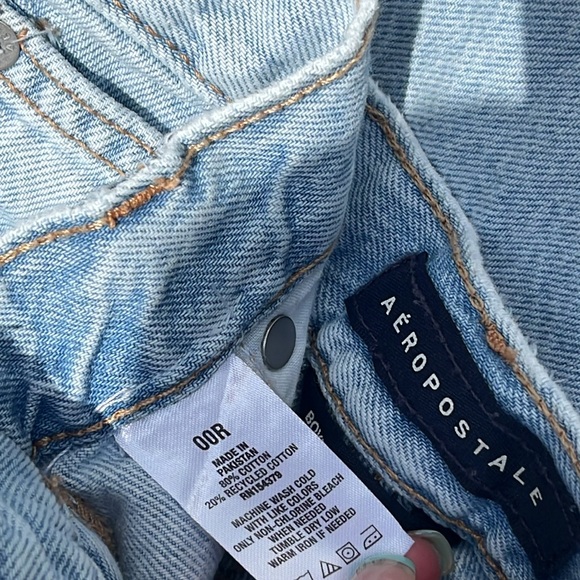 AÉROPOSTALE
00R
MADE IN
PAKISTAN
80% COTTON
20% RECYCLED COTTON
RN154379
MACHINE WASH COLD
WITH LIKE COLORS
ONLY NON-CHLORINE BLEACH
WHEN NEEDED
TUMBLE DRY LOW
WARM IRON IF NEEDED